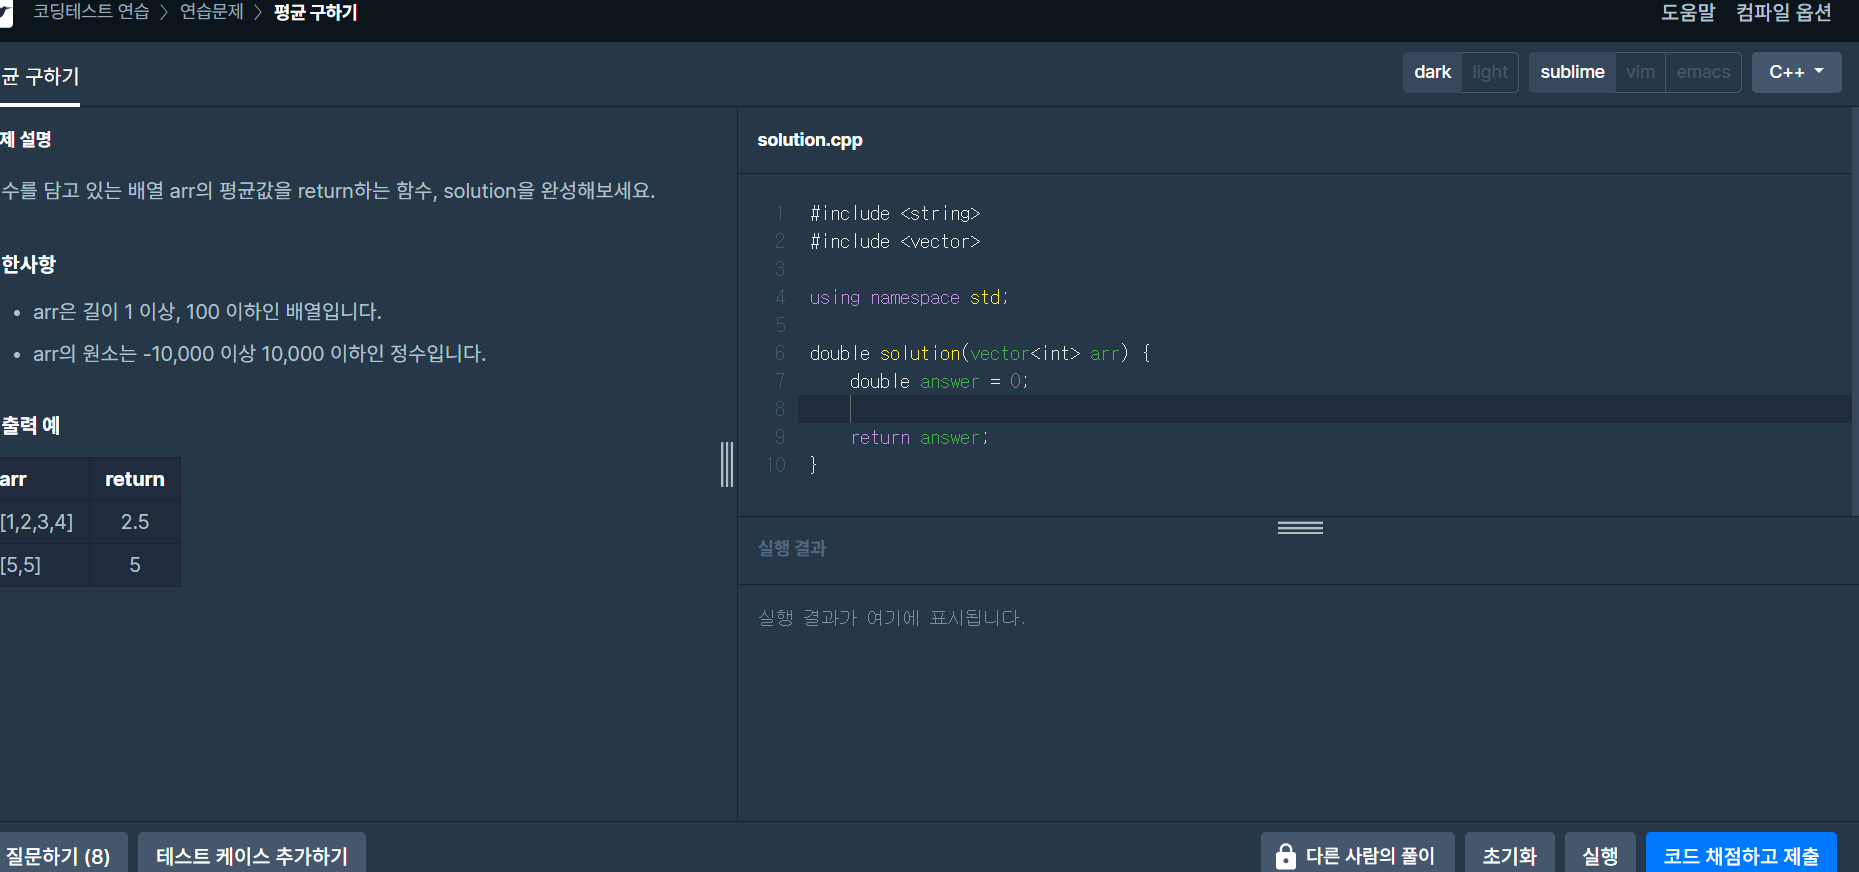 코딩테스트 연습 > 연습문제 > 평균 구하기
도움말 컴파일 옵션
균 구하기
dark light sublime vim emacs C++
제 설명
수를 담고 있는 배열 arr의 평균값을 return하는 함수, solution을 완성해보세요.
한사항
• arr은 길이 1 이상, 100 이하인 배열입니다.
• arr의 원소는 -10,000 이상 10,000 이하인 정수입니다.
출력 예
arr return
[1,2,3,4] 2.5
[5,5] 5
solution.cpp
1 #include <string>
2 #include <vector>
3
4 using namespace std;
5
6 double solution(vector<int> arr) {
7     double answer = 0;
8
9     return answer;
10 }
실행 결과
실행 결과가 여기에 표시됩니다.
질문하기 (8) 테스트 케이스 추가하기
다른 사람의 풀이 초기화 실행 코드 채점하고 제출